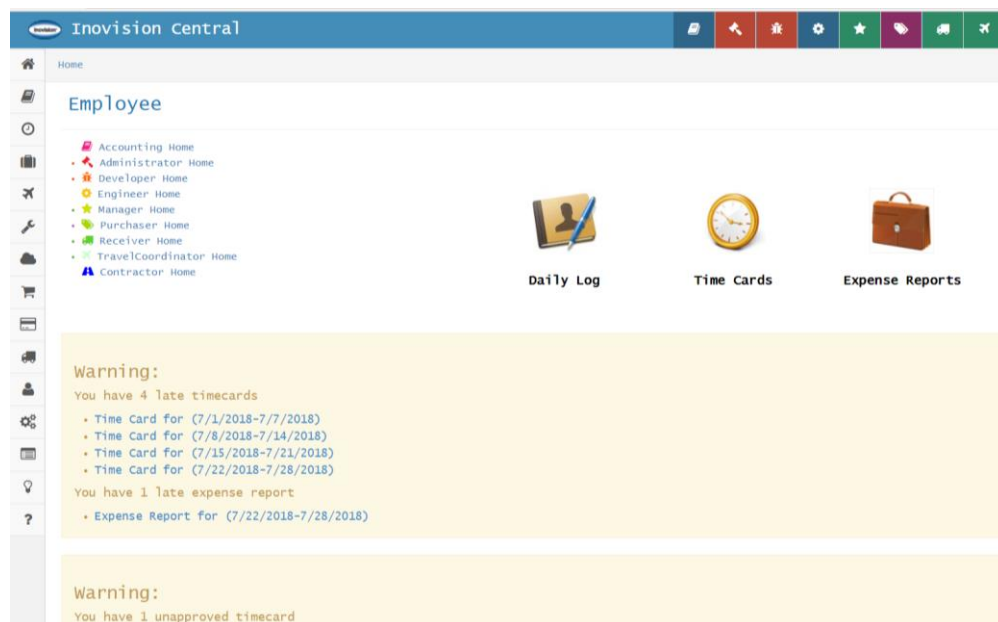 Inovision Central
Home
Employee
Accounting Home
Administrator Home
Developer Home
Engineer Home
Manager Home
Purchaser Home
Receiver Home
TravelCoordinator Home
Contractor Home
Daily Log
Time Cards
Expense Reports
Warning:
You have 4 late timecards
Time Card for (7/1/2018-7/7/2018)
Time Card for (7/8/2018-7/14/2018)
Time Card for (7/15/2018-7/21/2018)
Time Card for (7/22/2018-7/28/2018)
You have 1 late expense report
Expense Report for (7/22/2018-7/28/2018)
Warning:
You have 1 unapproved timecard